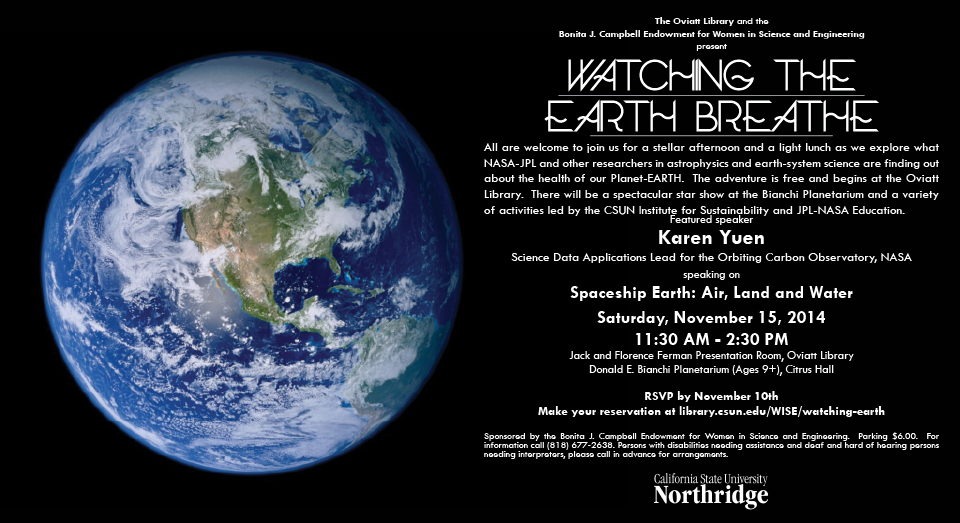 The Oviatt Library and the
Bonita J. Campbell Endowment for Women in Science and Engineering
present
WATCHING THE
EARTH BREATHE
All are welcome to join us for a stellar afternoon and a light lunch as we explore what
NASA-JPL and other researchers in astrophysics and earth-system science are finding out
about the health of our Planet-EARTH. The adventure is free and begins at the Oviatt
Library. There will be a spectacular star show at the Bianchi Planetarium and a variety
of activities led by the CSUN Institute for Sustainability and JPL-NASA Education.
Featured speaker
Karen Yuen
Science Data Applications Lead for the Orbiting Carbon Observatory, NASA
speaking on
Spaceship Earth: Air, Land and Water
Saturday, November 15, 2014
11:30 AM - 2:30 PM
Jack and Florence Ferman Presentation Room, Oviatt Library
Donald E. Bianchi Planetarium (Ages 9+), Citrus Hall
RSVP by November 10th
Make your reservation at library.csun.edu/WISE/watching-earth
Sponsored by the Bonita J. Campbell Endowment for Women in Science and Engineering. Parking $6.00. For
information call (818) 677-2638. Persons with disabilities needing assistance and deaf and hard of hearing persons
needing interpreters, please call in advance for arrangements.
California State University
Northridge